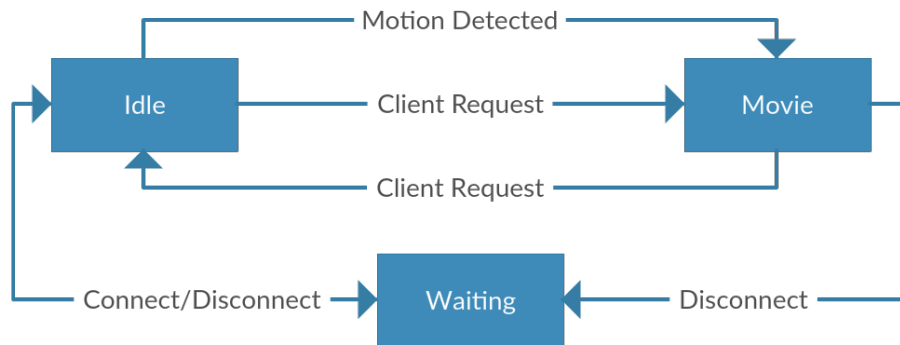 Motion Detected
Idle
Client Request
Movie
Client Request
Connect/Disconnect
Waiting
Disconnect